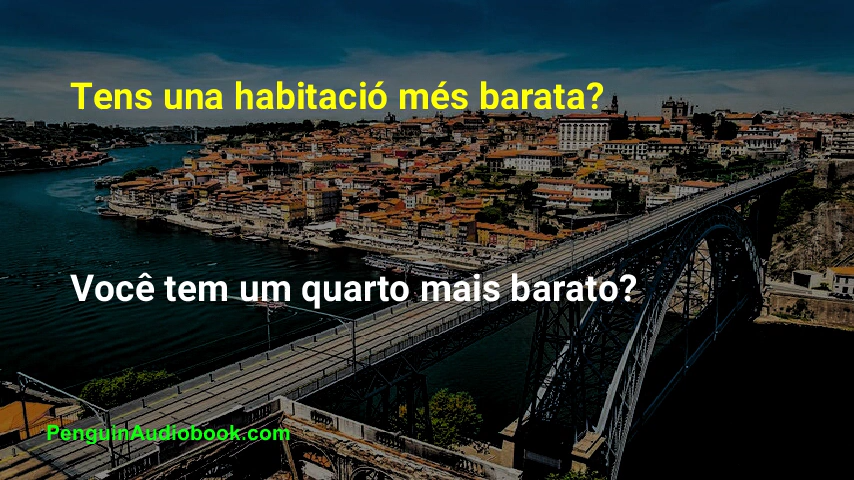 Tens una habitació més barata?
Você tem um quarto mais barato?
PenguinAudiobook.com